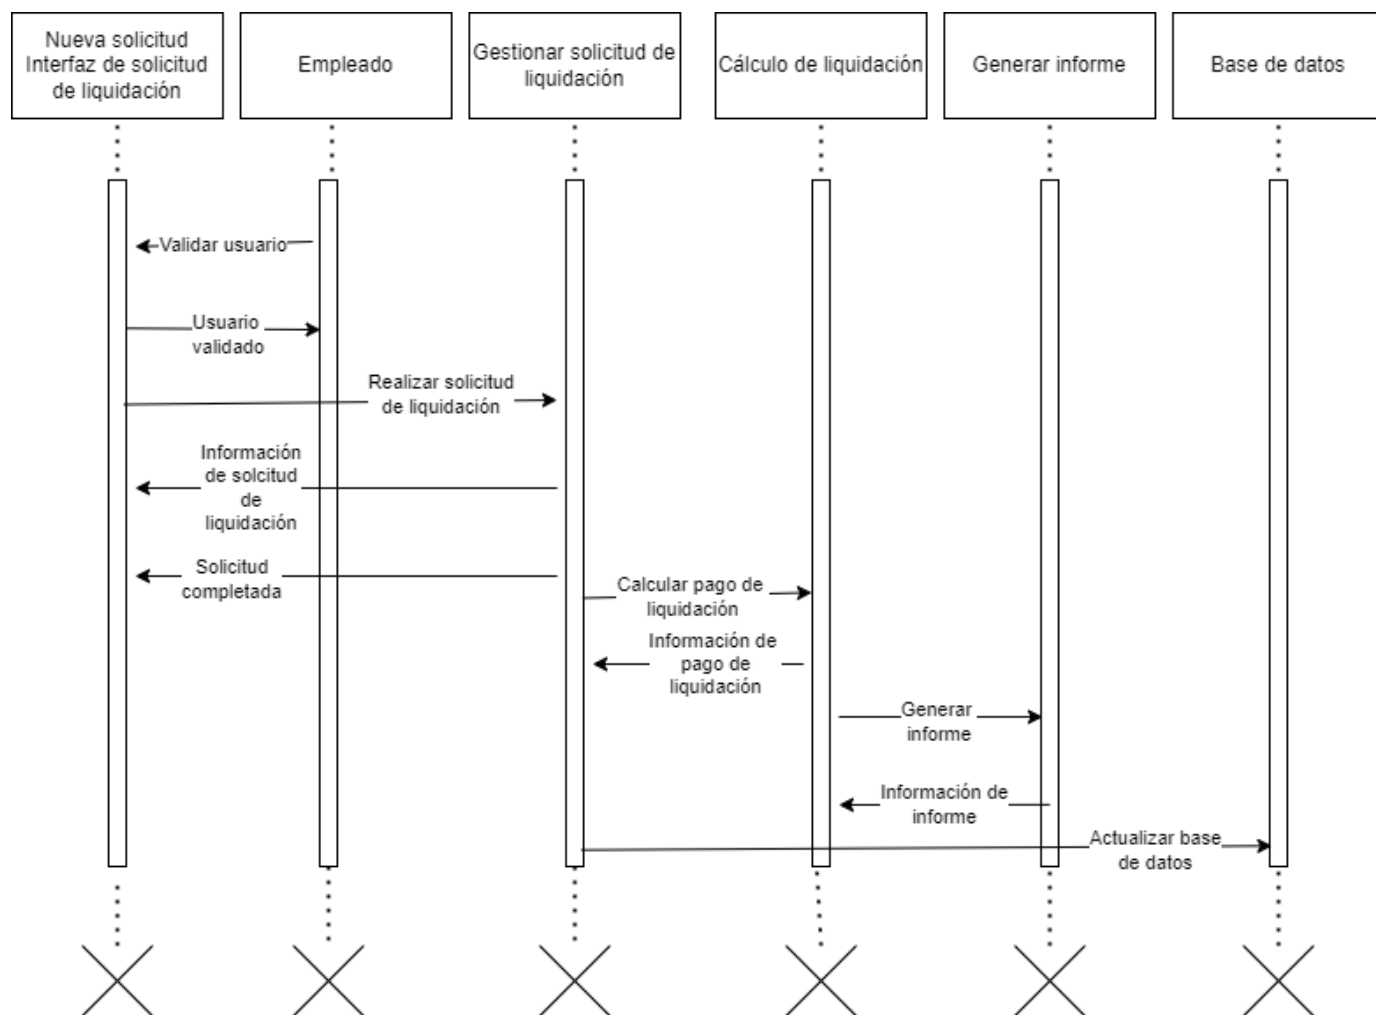 Nueva solicitud
Interfaz de solicitud
de liquidación
Empleado
Gestionar solicitud de
liquidación
Cálculo de liquidación
Generar informe
Base de datos
Validar usuario
Usuario
validado
Realizar solicitud
de liquidación
Información
de solcitud
de
liquidación
Solicitud
completada
Calcular pago de
liquidación
Información de
pago de
liquidación
Generar
informe
Información de
informe
Actualizar base
de datos